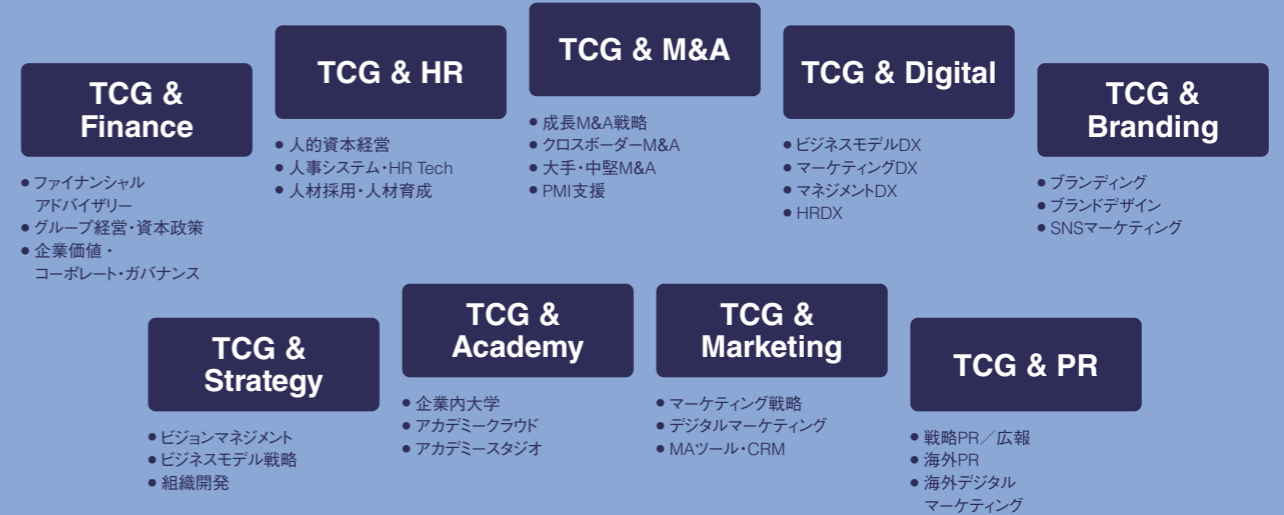 TCG &
Finance
● ファイナンシャル
アドバイザリー
● グループ経営・資本政策
● 企業価値・
コーポレート・ガバナンス
TCG & HR
● 人的資本経営
● 人事システム・HR Tech
● 人材採用・人材育成
TCG & M&A
● 成長M&A戦略
● クロスボーダーM&A
● 大手・中堅M&A
● PMI支援
TCG & Digital
● ビジネスモデルDX
● マーケティングDX
● マネジメントDX
● HRDX
TCG &
Branding
● ブランディング
● ブランドデザイン
● SNSマーケティング
TCG &
Strategy
● ビジョンマネジメント
● ビジネスモデル戦略
● 組織開発
TCG &
Academy
● 企業内大学
● アカデミークラウド
● アカデミースタジオ
TCG &
Marketing
● マーケティング戦略
● デジタルマーケティング
● MAツール・CRM
TCG & PR
● 戦略PR／広報
● 海外PR
● 海外デジタル
マーケティング